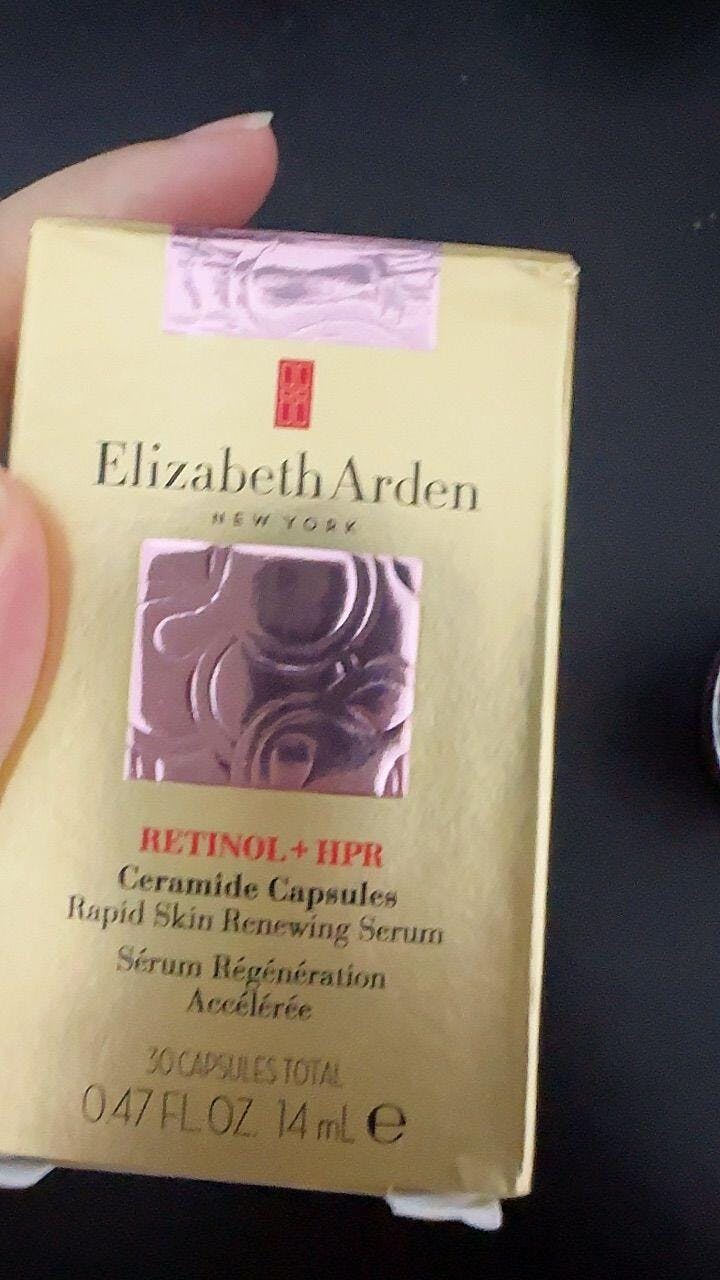 Elizabeth Arden
NEW YORK
RETINOL + HPR
Ceramide Capsules
Rapid Skin Renewing Serum
Sérum Régénération
Accélérée
30 CAPSULES TOTAL
0.47 FL. OZ. 14 mL ℮